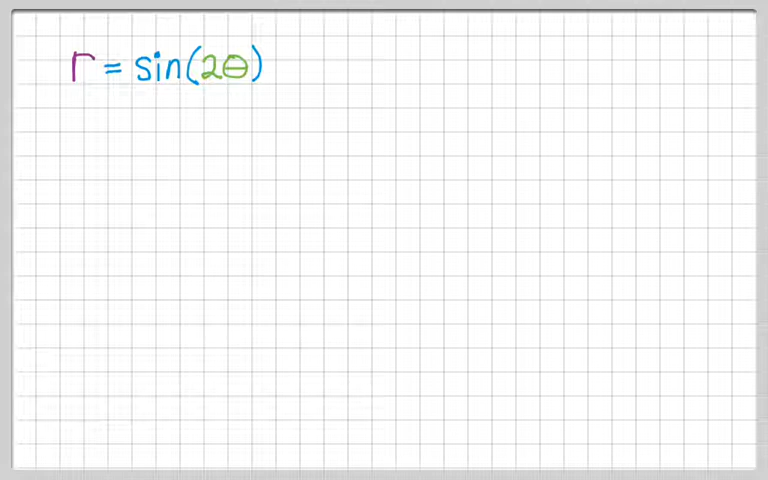 r = sin(2θ)